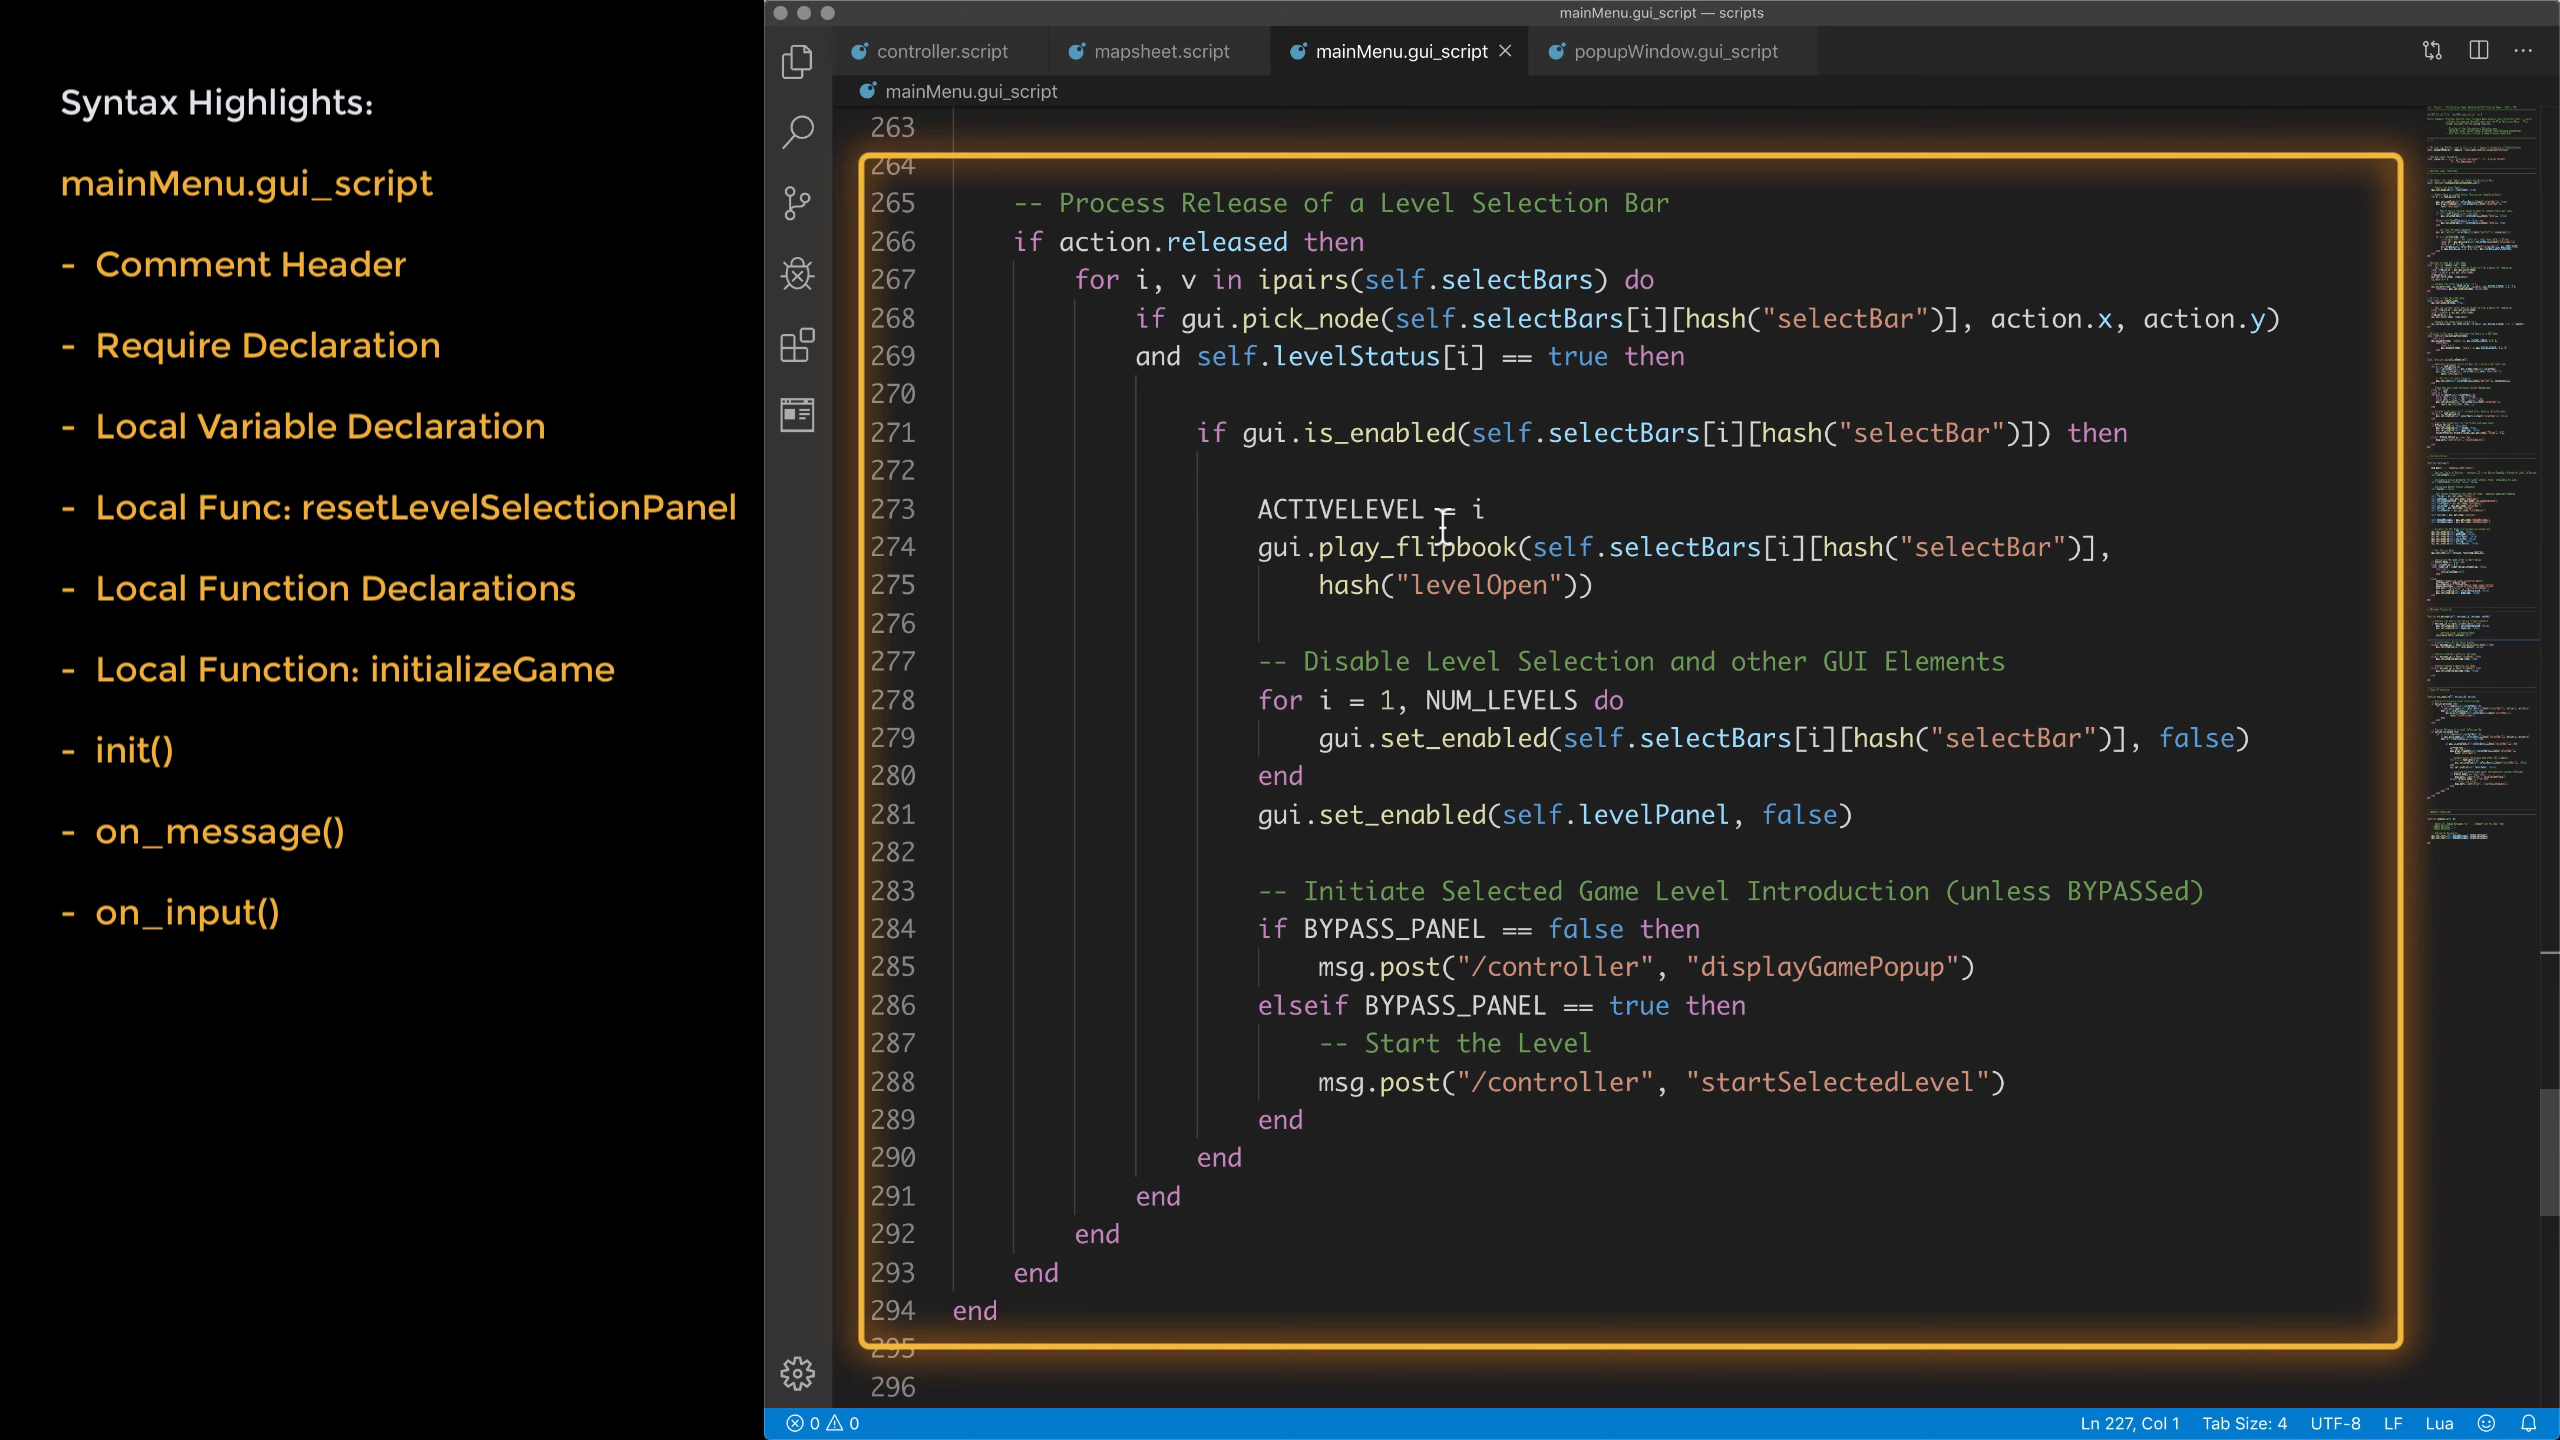 mainMenu.gui_script — scripts
controller.script
mapsheet.script
mainMenu.gui_script
popupWindow.gui_script
mainMenu.gui_script
Syntax Highlights:
mainMenu.gui_script
- Comment Header
- Require Declaration
- Local Variable Declaration
- Local Func: resetLevelSelectionPanel
- Local Function Declarations
- Local Function: initializeGame
- init()
- on_message()
- on_input()
263
264
265 -- Process Release of a Level Selection Bar
266 if action.released then
267 for i, v in ipairs(self.selectBars) do
268 if gui.pick_node(self.selectBars[i][hash("selectBar")], action.x, action.y)
269 and self.levelStatus[i] == true then
270
271 if gui.is_enabled(self.selectBars[i][hash("selectBar")]) then
272
273 ACTIVELEVEL = i
274 gui.play_flipbook(self.selectBars[i][hash("selectBar")],
275 hash("levelOpen"))
276
277 -- Disable Level Selection and other GUI Elements
278 for i = 1, NUM_LEVELS do
279 gui.set_enabled(self.selectBars[i][hash("selectBar")], false)
280 end
281 gui.set_enabled(self.levelPanel, false)
282
283 -- Initiate Selected Game Level Introduction (unless BYPASSed)
284 if BYPASS_PANEL == false then
285 msg.post("/controller", "displayGamePopup")
286 elseif BYPASS_PANEL == true then
287 -- Start the Level
288 msg.post("/controller", "startSelectedLevel")
289 end
290 end
291 end
292 end
293 end
294 end
295
296
0 0
Ln 227, Col 1 Tab Size: 4 UTF-8 LF Lua